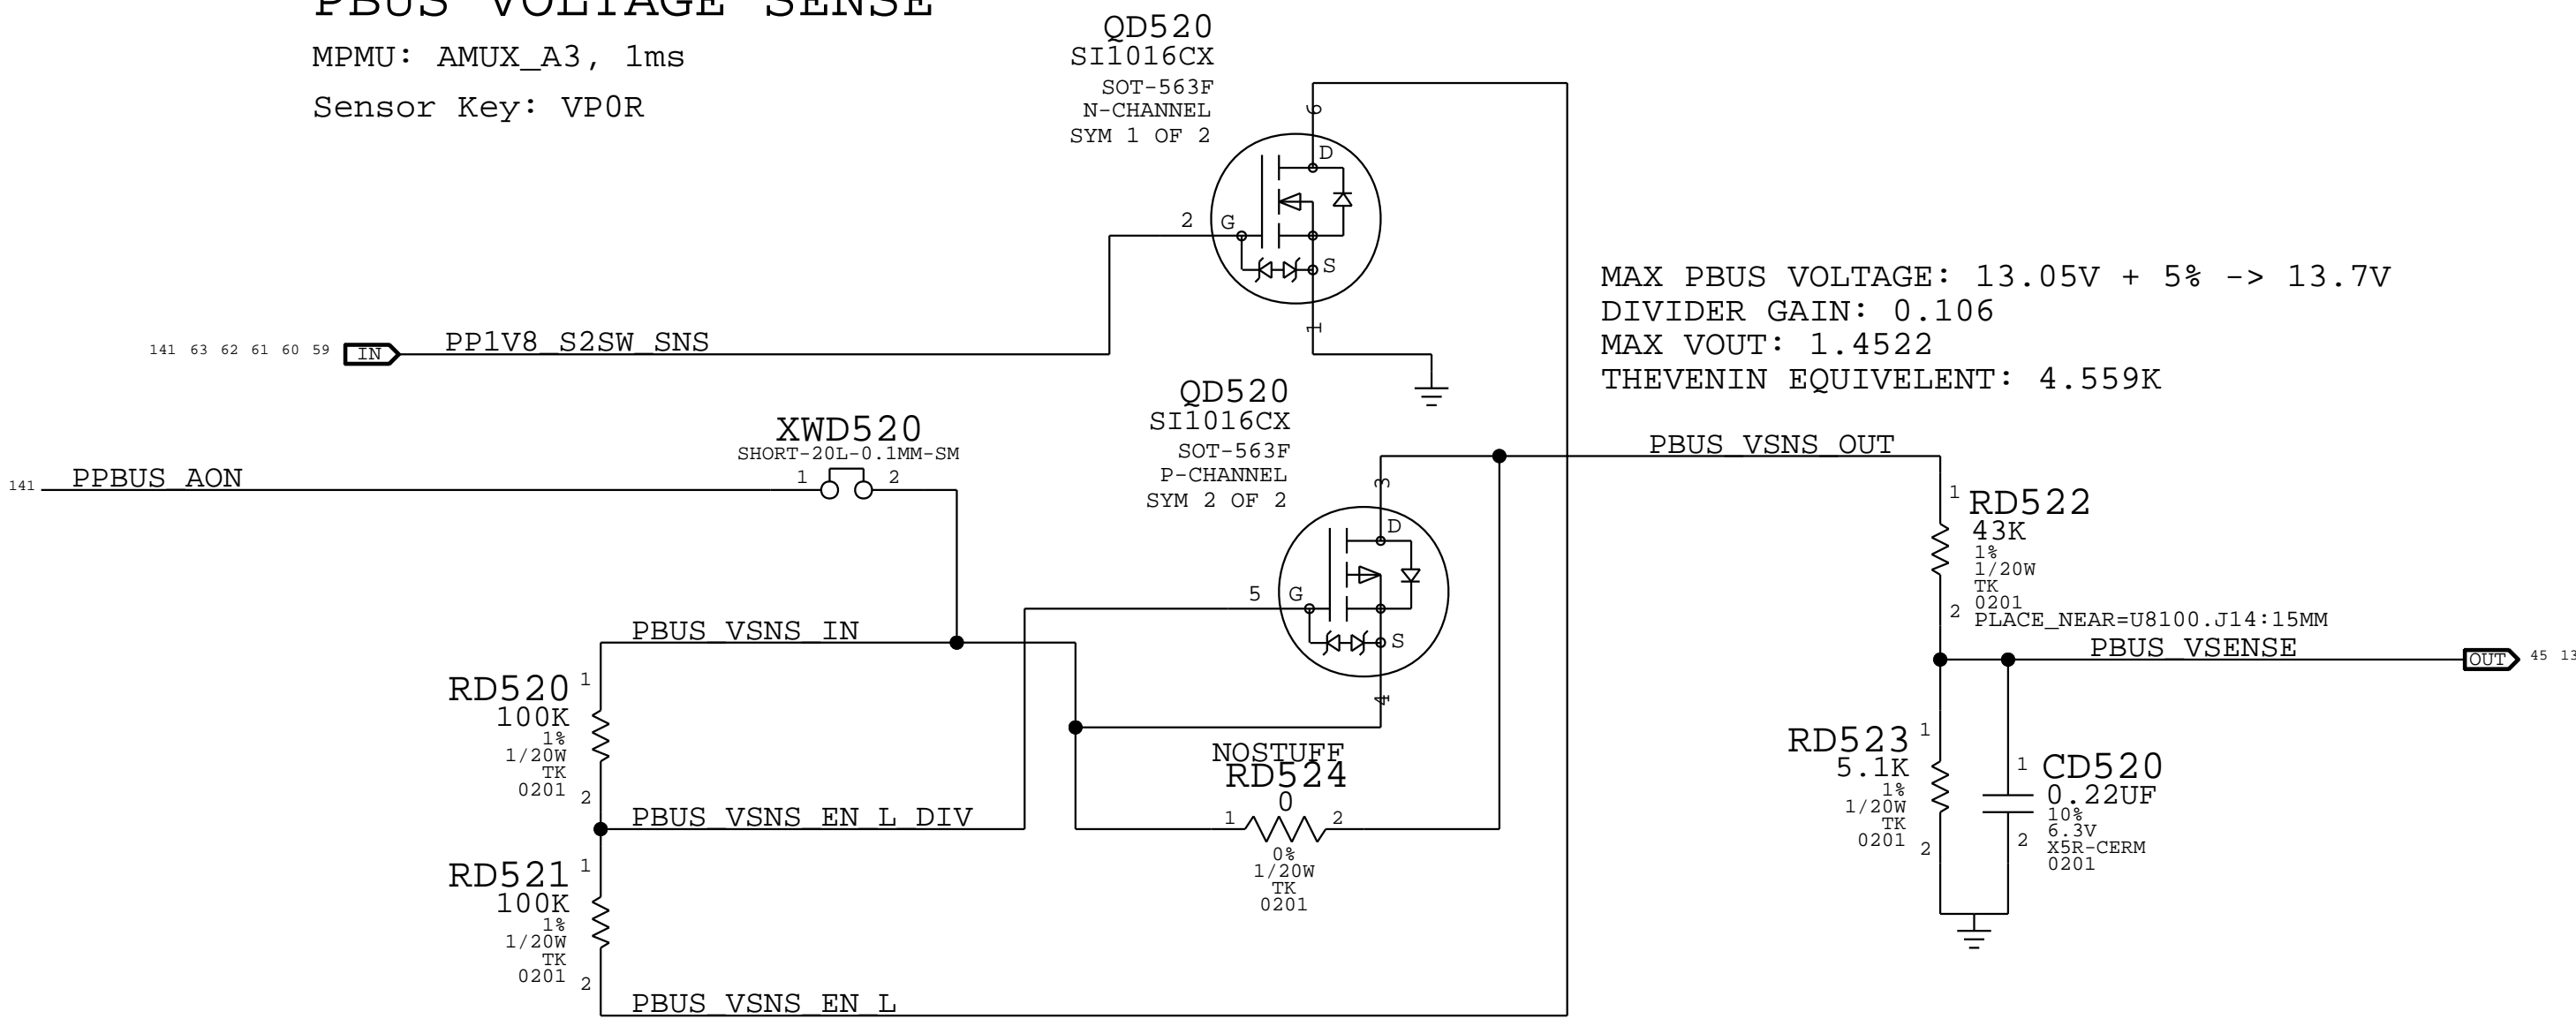 PBUS VOLTAGE SENSE
MPMU: AMUX_A3, 1ms
Sensor Key: VP0R
QD520
SI1016CX
SOT-563F
N-CHANNEL
SYM 1 OF 2
6
D
2
G
S
1
141 63 62 61 60 59
IN
PP1V8_S2SW_SNS
MAX PBUS VOLTAGE: 13.05V + 5% -> 13.7V
DIVIDER GAIN: 0.106
MAX VOUT: 1.4522
THEVENIN EQUIVELENT: 4.559K
QD520
SI1016CX
SOT-563F
P-CHANNEL
SYM 2 OF 2
3
D
5
G
S
4
XWD520
SHORT-20L-0.1MM-SM
1
2
141
PPBUS_AON
PBUS_VSNS_OUT
1
RD522
43K
1%
1/20W
TK
0201
2
PLACE_NEAR=U8100.J14:15MM
PBUS_VSENSE
OUT
45 13
PBUS_VSNS_IN
RD520
1
100K
1%
1/20W
TK
0201
2
PBUS_VSNS_EN_L_DIV
NOSTUFF
RD524
0
1
2
0%
1/20W
TK
0201
RD523
1
5.1K
1%
1/20W
TK
0201
2
1
CD520
0.22UF
10%
6.3V
2
X5R-CERM
0201
RD521
1
100K
1%
1/20W
TK
0201
2
PBUS_VSNS_EN_L